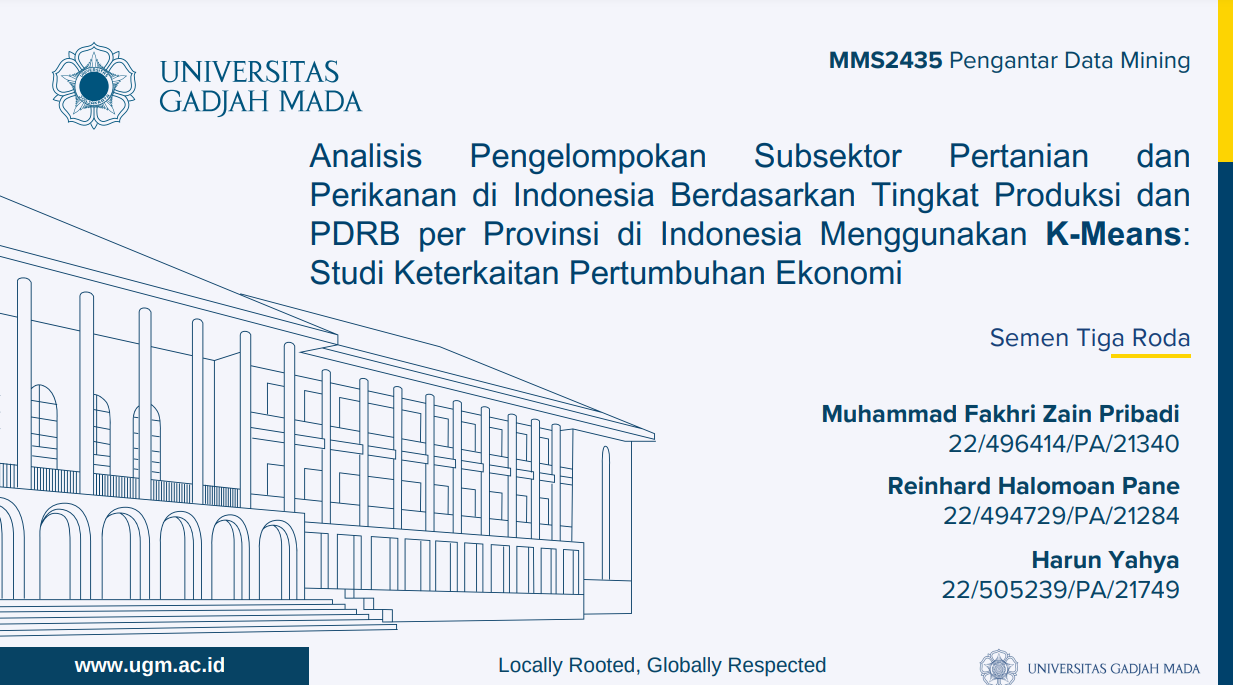 UNIVERSITAS
GADJAH MADA
MMS2435 Pengantar Data Mining
Analisis Pengelompokan Subsektor Pertanian dan
Perikanan di Indonesia Berdasarkan Tingkat Produksi dan
PDRB per Provinsi di Indonesia Menggunakan K-Means:
Studi Keterkaitan Pertumbuhan Ekonomi
Semen Tiga Roda
Muhammad Fakhri Zain Pribadi
22/496414/PA/21340
Reinhard Halomoan Pane
22/494729/PA/21284
Harun Yahya
22/505239/PA/21749
www.ugm.ac.id
Locally Rooted, Globally Respected
UNIVERSITAS GADJAH MADA